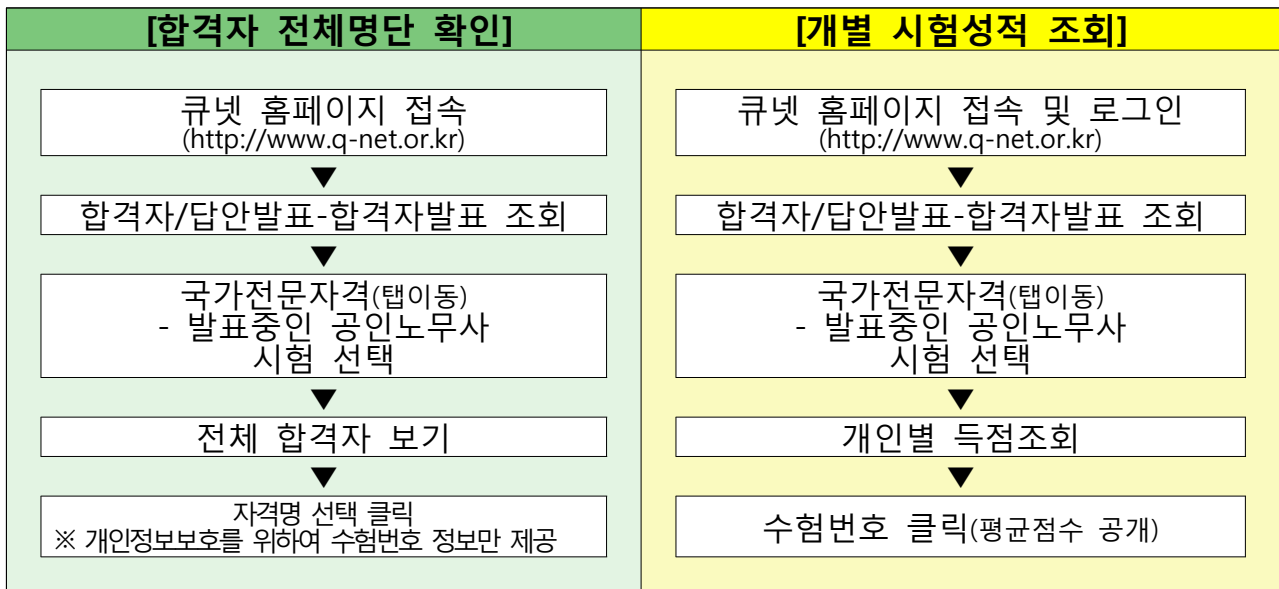 [합격자 전체명단 확인]
큐넷 홈페이지 접속
(http://www.q-net.or.kr)
▼
합격자/답안발표-합격자발표 조회
▼
국가전문자격(탭이동)
- 발표중인 공인노무사
시험 선택
▼
전체 합격자 보기
▼
자격명 선택 클릭
※ 개인정보보호를 위하여 수험번호 정보만 제공
[개별 시험성적 조회]
큐넷 홈페이지 접속 및 로그인
(http://www.q-net.or.kr)
▼
합격자/답안발표-합격자발표 조회
▼
국가전문자격(탭이동)
- 발표중인 공인노무사
시험 선택
▼
개인별 득점조회
▼
수험번호 클릭(평균점수 공개)